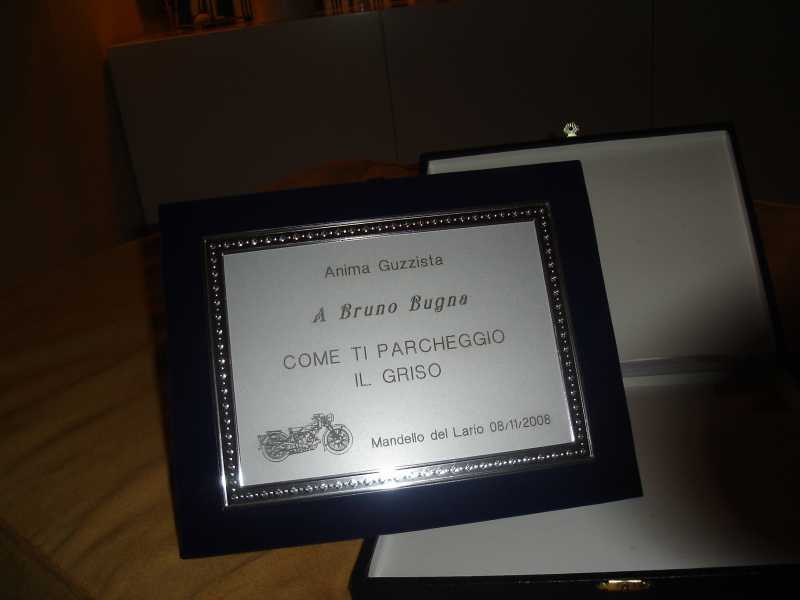 Anima Guzzista
A Bruno Bugna
COME TI PARCHEGGIO
IL GRISO
Mandello del Lario 08/11/2008